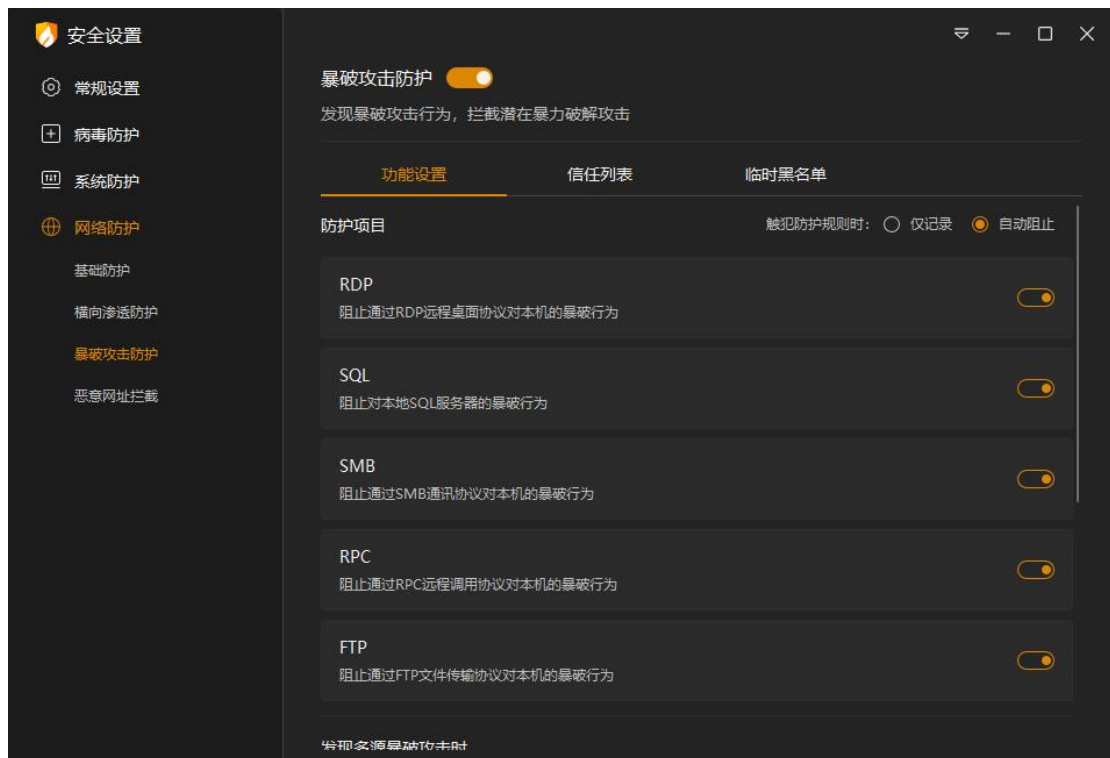 安全设置
常规设置
病毒防护
系统防护
网络防护
基础防护
横向渗透防护
暴破攻击防护
恶意网址拦截
暴破攻击防护
发现暴破攻击行为，拦截潜在暴力破解攻击
功能设置 信任列表 临时黑名单
防护项目 触犯防护规则时： 仅记录 自动阻止
RDP
阻止通过RDP远程桌面协议对本机的暴破行为
SQL
阻止对本地SQL服务器的暴破行为
SMB
阻止通过SMB通讯协议对本机的暴破行为
RPC
阻止通过RPC远程调用协议对本机的暴破行为
FTP
阻止通过FTP文件传输协议对本机的暴破行为
发现多源暴破攻击时